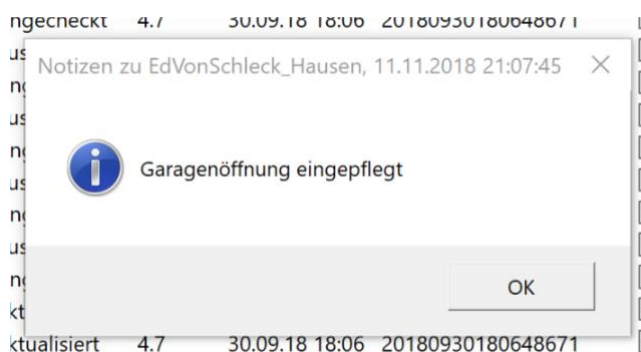 ngecheckt 4.7 30.09.18 18:06 20180930180648671
Notizen zu EdVonSchleck_Hausen, 11.11.2018 21:07:45
Garagenöffnung eingepflegt
OK
ktualisiert 4.7 30.09.18 18:06 20180930180648671